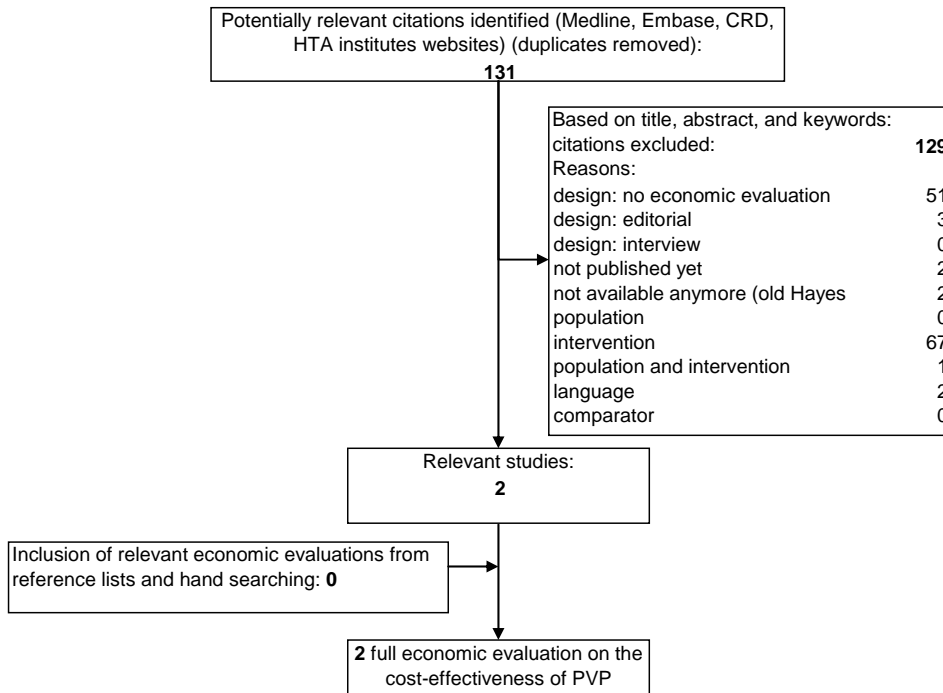 Potentially relevant citations identified (Medline, Embase, CRD,
HTA institutes websites) (duplicates removed):
131
Based on title, abstract, and keywords:
citations excluded: 129
Reasons:
design: no economic evaluation 51
design: editorial 3
design: interview 0
not published yet 2
not available anymore (old Hayes 2
population 0
intervention 67
population and intervention 1
language 2
comparator 0
Relevant studies:
2
Inclusion of relevant economic evaluations from
reference lists and hand searching: 0
2 full economic evaluation on the
cost-effectiveness of PVP